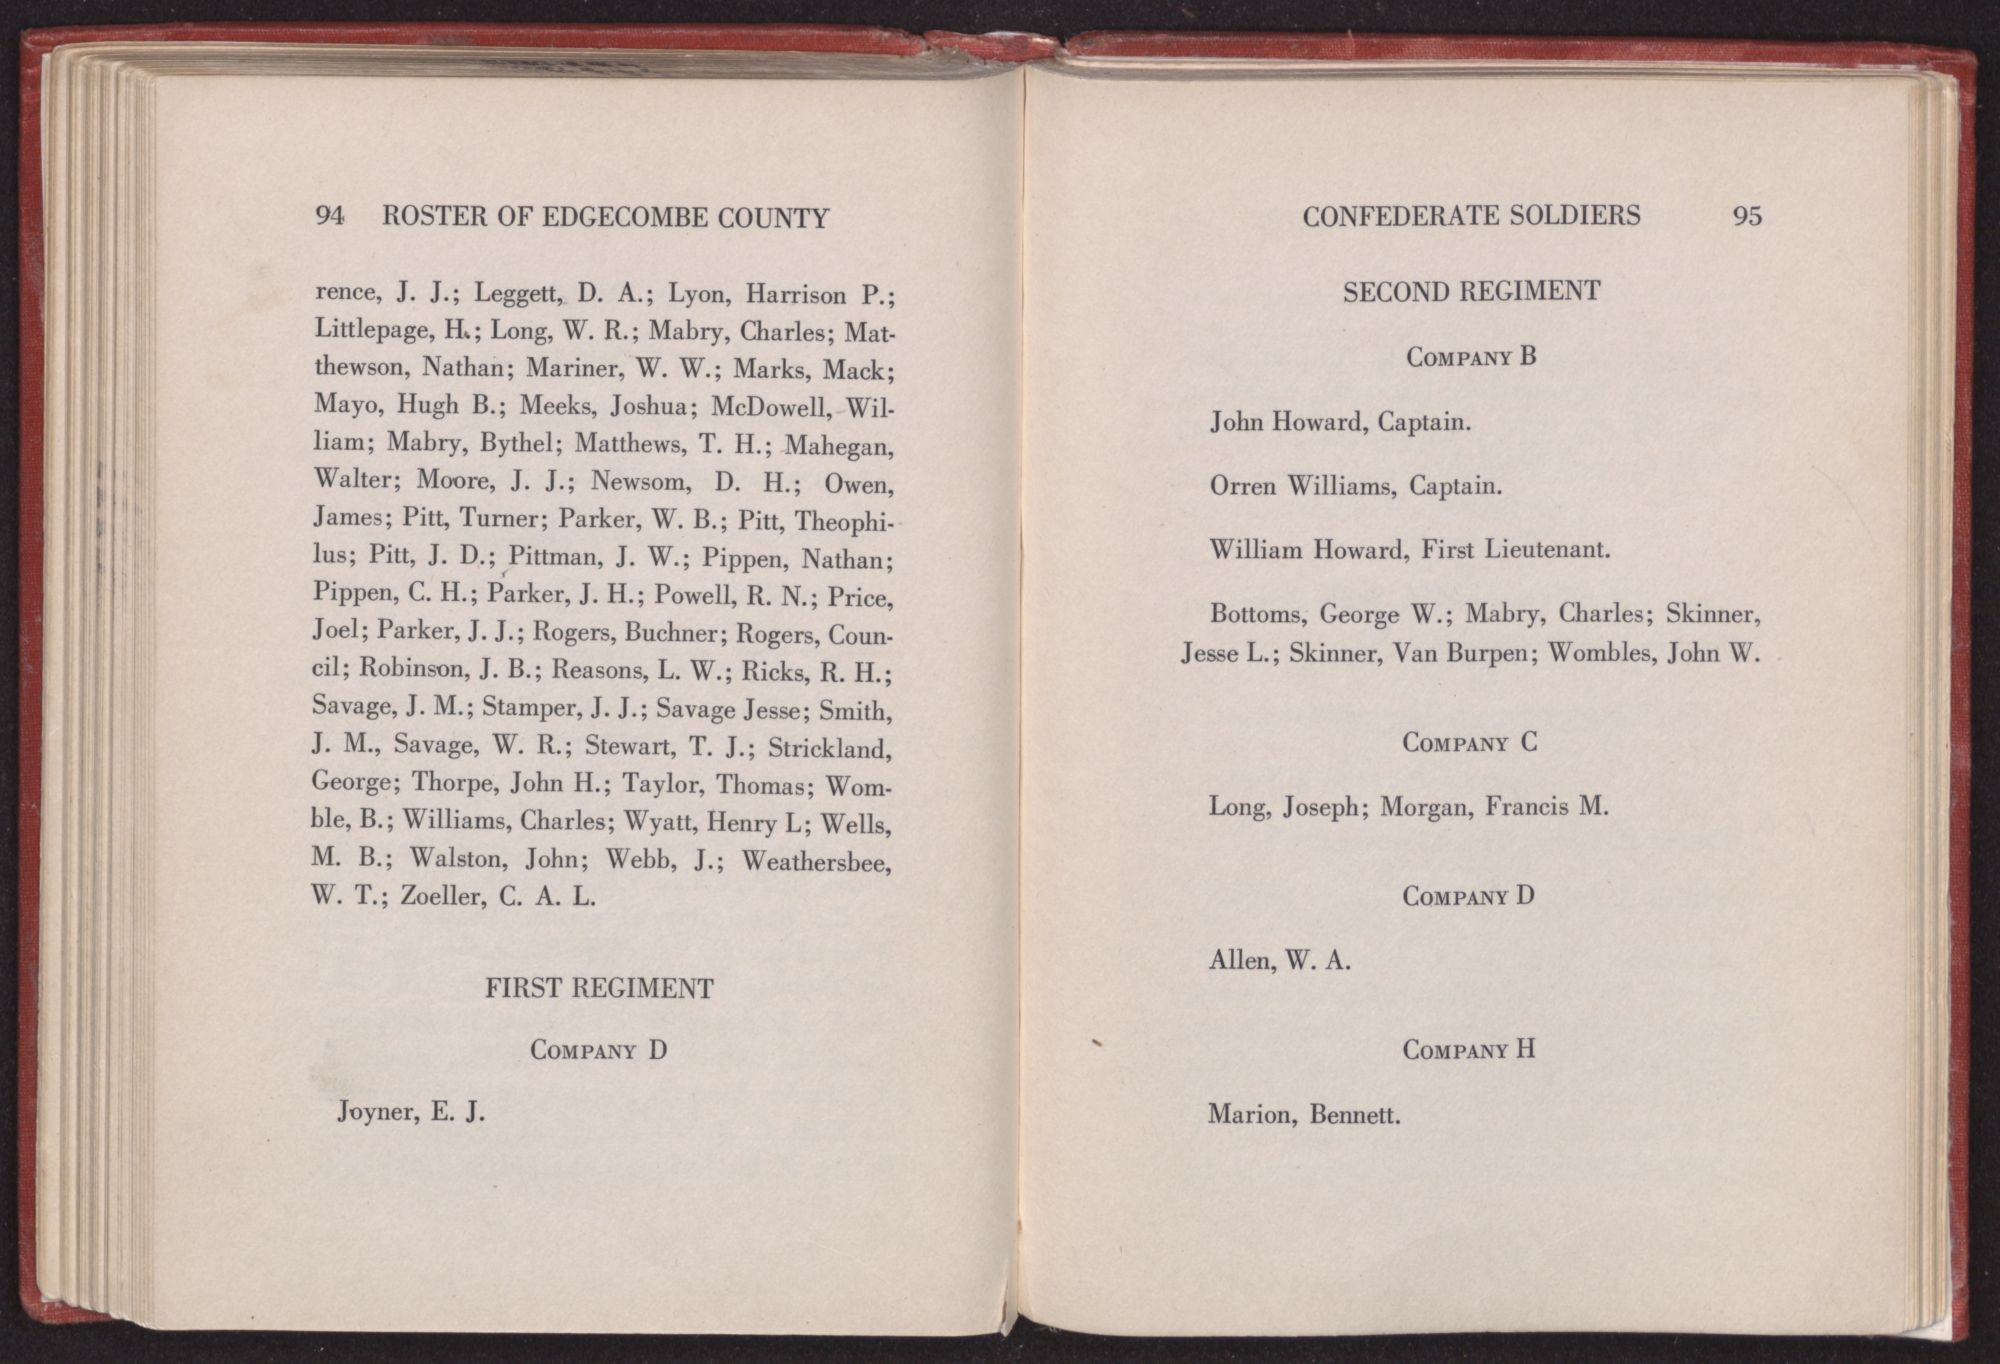 94 ROSTER OF EDGECOMBE COUNTY
rence, J. J.; Leggett, D. A.; Lyon, Harrison P.;
Littlepage, H.; Long, W. R.; Mabry, Charles; Mat-
thewson, Nathan; Mariner, W. W.; Marks, Mack;
Mayo, Hugh B.; Meeks, Joshua; McDowell, Wil-
liam; Mabry, Bythel; Matthews, T. H.; Mahegan,
Walter; Moore, J. J.; Newsom, D. H.; Owen,
James; Pitt, Turner; Parker, W. B.; Pitt, Theophi-
lus; Pitt, J. D.; Pittman, J. W.; Pippen, Nathan;
Pippen, C. H.; Parker, J. H.; Powell, R. N.; Price,
Joel; Parker, J. J.; Rogers, Buchner; Rogers, Coun-
cil; Robinson, J. B.; Reasons, L. W.; Ricks, R. H.;
Savage, J. M.; Stamper, J. J.; Savage Jesse; Smith,
J. M., Savage, W. R.; Stewart, T. J.; Strickland,
George; Thorpe, John H.; Taylor, Thomas; Wom-
ble, B.; Williams, Charles; Wyatt, Henry L; Wells,
M. B.; Walston, John; Webb, J.; Weathersbee,
W. T.; Zoeller, C. A. L.
FIRST REGIMENT
COMPANY D
Joyner, E. J.
CONFEDERATE SOLDIERS 95
SECOND REGIMENT
COMPANY B
John Howard, Captain.
Orren Williams, Captain.
William Howard, First Lieutenant.
Bottoms, George W.; Mabry, Charles; Skinner,
Jesse L.; Skinner, Van Burpen; Wombles, John W.
COMPANY C
Long, Joseph; Morgan, Francis M.
COMPANY D
Allen, W. A.
COMPANY H
Marion, Bennett.